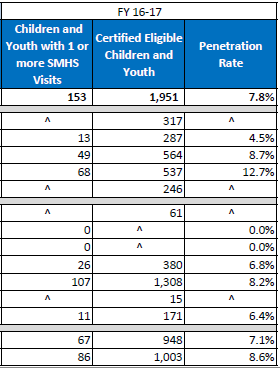 FY 16-17
Children and Youth with 1 or more SMHS Visits Certified Eligible Children and Youth Penetration Rate
153 1,951 7.8%
^ 317 ^
13 287 4.5%
49 564 8.7%
68 537 12.7%
^ 246 ^
^ 61 ^
0 ^ 0.0%
0 ^ 0.0%
26 380 6.8%
107 1,308 8.2%
^ 15 ^
11 171 6.4%
67 948 7.1%
86 1,003 8.6%